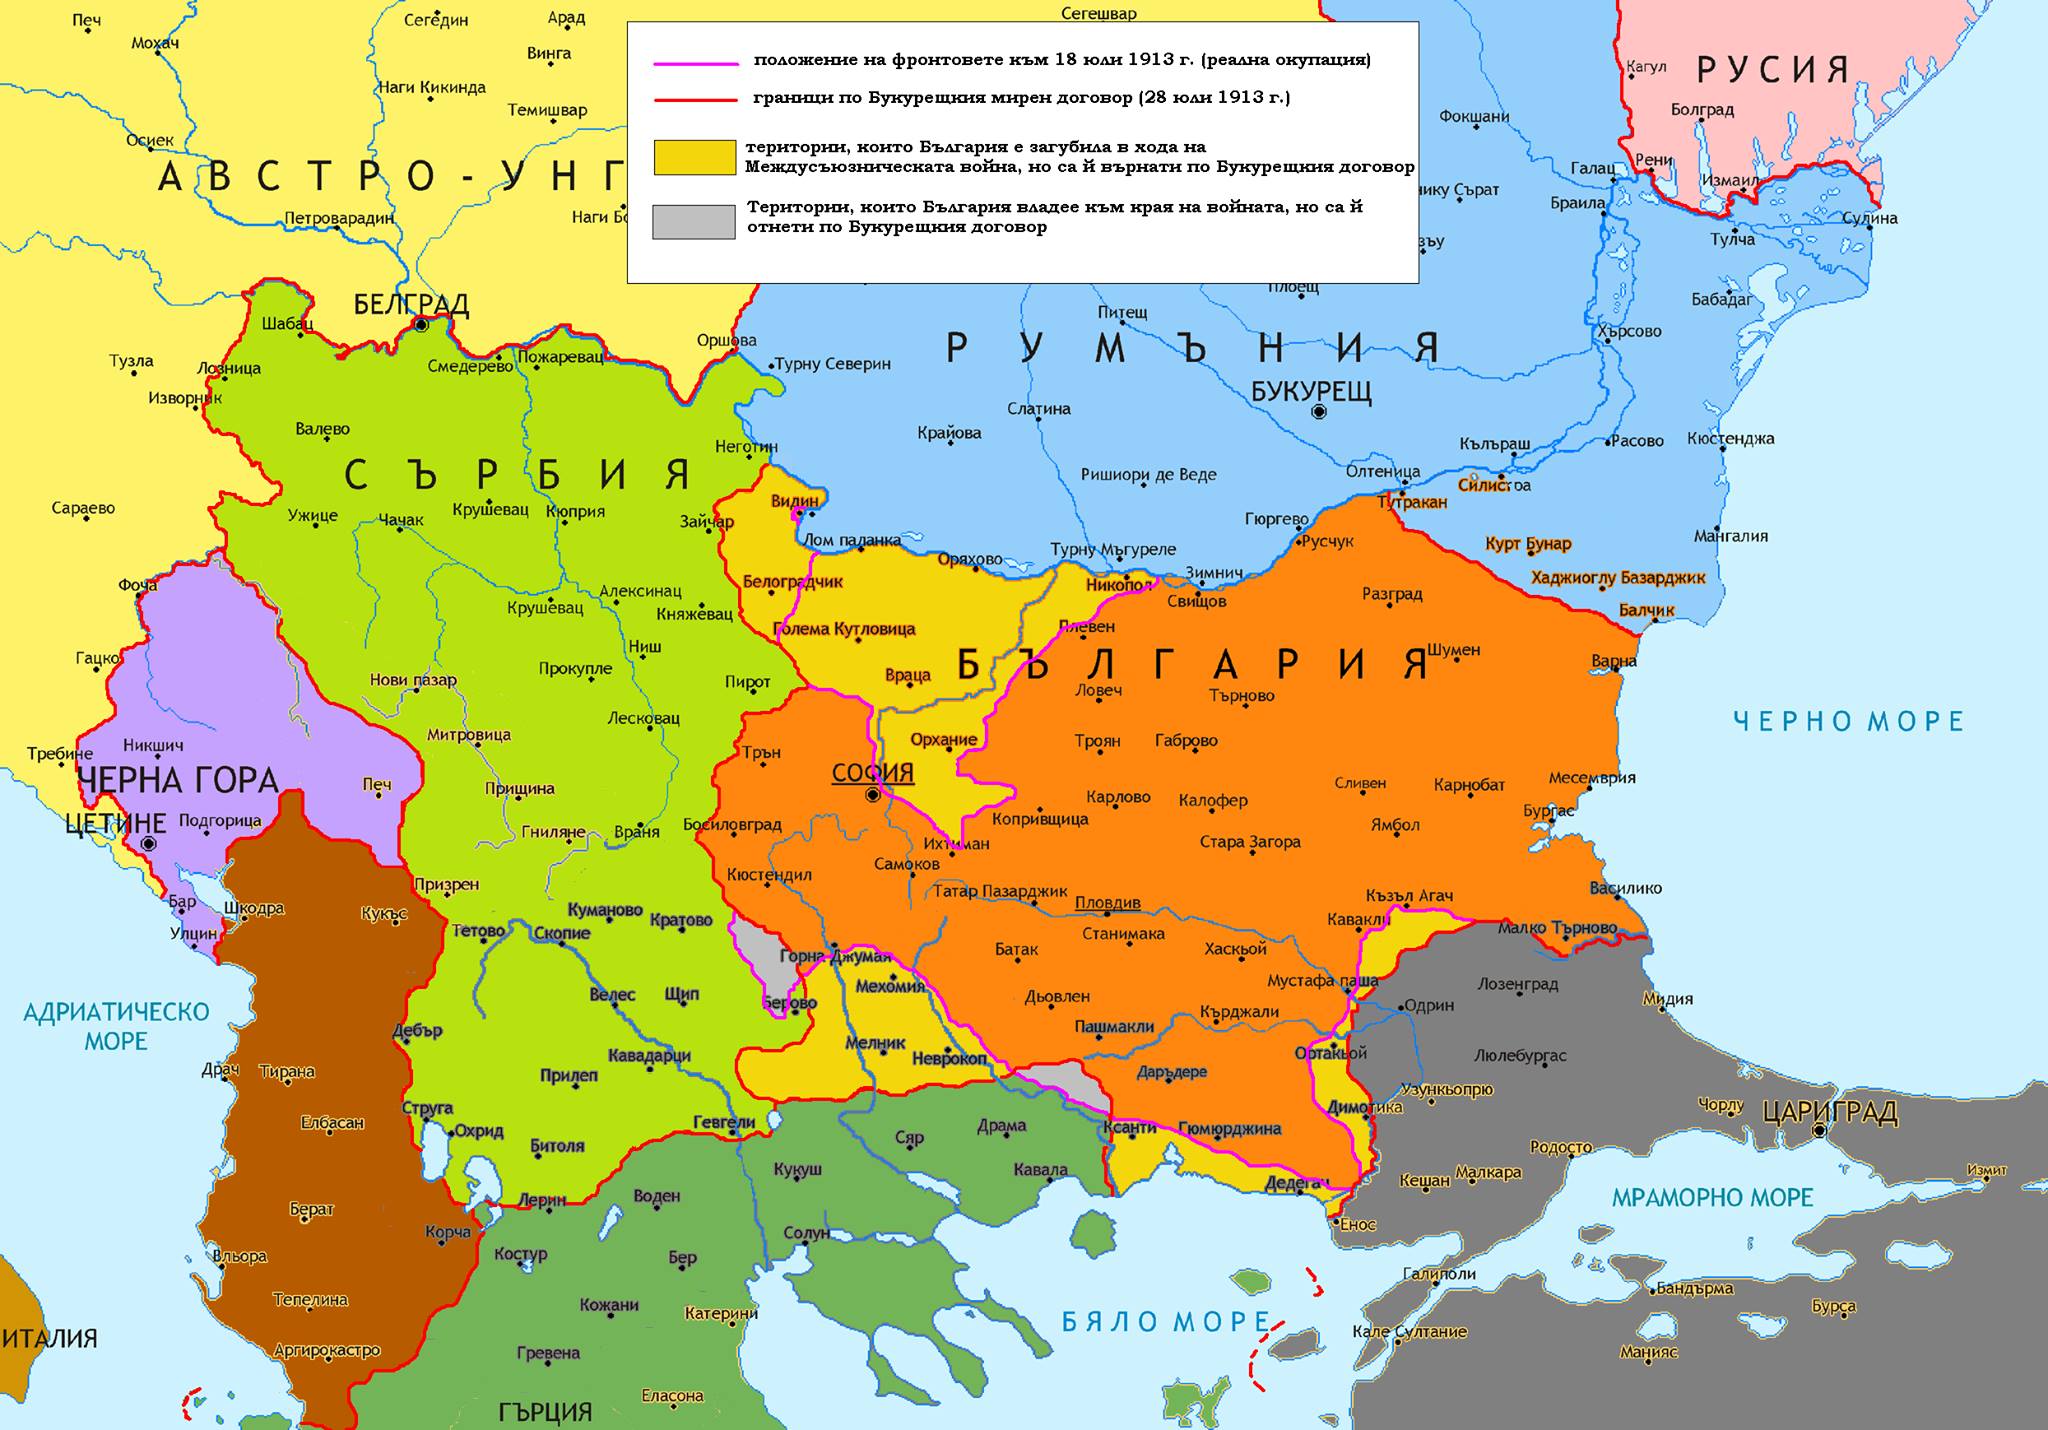 положение на фронтовете към 18 юли 1913 г. (реална окупация)
граници по Букурещкия мирен договор (28 юли 1913 г.)
територии, които България е загубила в хода на
Междусъюзническата война, но са й върнати по Букурещкия договор
Територии, които България владее към края на войната, но са й
отнети по Букурещкия договор
Печ
Сегедин
Арад
Сегешвар
Мохач
Винга
Наги Кикинда
Темишвар
Осиек
АВСТРО-УНГ
Петроварадин
Наги Бо
РУСИЯ
Кагул
Болград
Фокшани
Галац
Рени
Измаил
нику Сърат
Браила
Сулина
Тулча
зъу
Бабадаг
Плоещ
БЕЛГРАД
Шабац
Питещ
Хърсово
Оршова
РУМЪНИЯ
Смедерево
Пожаревац
Турну Северин
Тузла
Лозница
Изворник
БУКУРЕЩ
Слатина
Валево
Крайова
Неготин
Кълъраш
Расово
Кюстенджа
СЪРБИЯ
Ришиори де Веде
Олтеница
Силистра
Тутракан
Видин
Сараево
Ужице
Чачак
Крушевац
Кюприя
Зайчар
Гюргево
Русчук
Мангалия
Лом паланка
Оряхово
Турну Мъгуреле
Курт Бунар
Зимнич
Хаджиоглу Базарджик
Фоча
Белоградчик
Никопол
Свищов
Разград
Балчик
Алексинац
Крушевац
Княжевац
Голема Кутловица
Плевен
Ниш
Гацко
БЪЛГАРИЯ
Шумен
Варна
Нови пазар
Прокупле
Пирот
Враца
Ловеч
Търново
Лесковац
ЧЕРНО МОРЕ
Митровица
Орхание
Троян
Габрово
Требине
Никшич
Трън
ЧЕРНА ГОРА
Печ
Прищина
СОФИЯ
Карлово
Калофер
Сливен
Карнобат
Месемврия
ЦЕТИНЕ
Подгорица
Гниляне
Враня
Босиловград
Копривщица
Ямбол
Бургас
Ихтиман
Стара Загора
Самоков
Кюстендил
Призрен
Татар Пазарджик
Пловдив
Къзъл Агач
Василико
Бар
Шкодра
Кукъс
Куманово
Кратово
Кавакли
Улцин
Тетово
Скопие
Станимака
Малко Търново
Горна Джумая
Батак
Хаскьой
Мехомия
Мустафа паша
Лозенград
Велес
Щип
Берово
Дьовлен
Одрин
Мидия
АДРИАТИЧЕСКО
МОРЕ
Кърджали
Дебър
Пашмакли
Мелник
Неврокоп
Ортакьой
Люлебургас
Кавадарци
Драч
Тирана
Прилеп
Даръдере
Узункьопрю
Струга
Димотика
Чорлу
ЦАРИГРАД
Елбасан
Охрид
Гевгели
Битоля
Сяр
Драма
Ксанти
Гюмюрджина
Родосто
Кукуш
Кавала
Дедегач
Кешан
Малкара
Измит
Лерин
Воден
МРАМОРНО МОРЕ
Берат
Енос
Корча
Солун
Вльора
Костур
Бер
Галиполи
Бандърма
Тепелина
Кожани
Катерини
БЯЛО МОРЕ
Бурса
ИТАЛИЯ
Кале Султание
Аргирокастро
Гревена
Манияс
Еласона
ГЪРЦИЯ